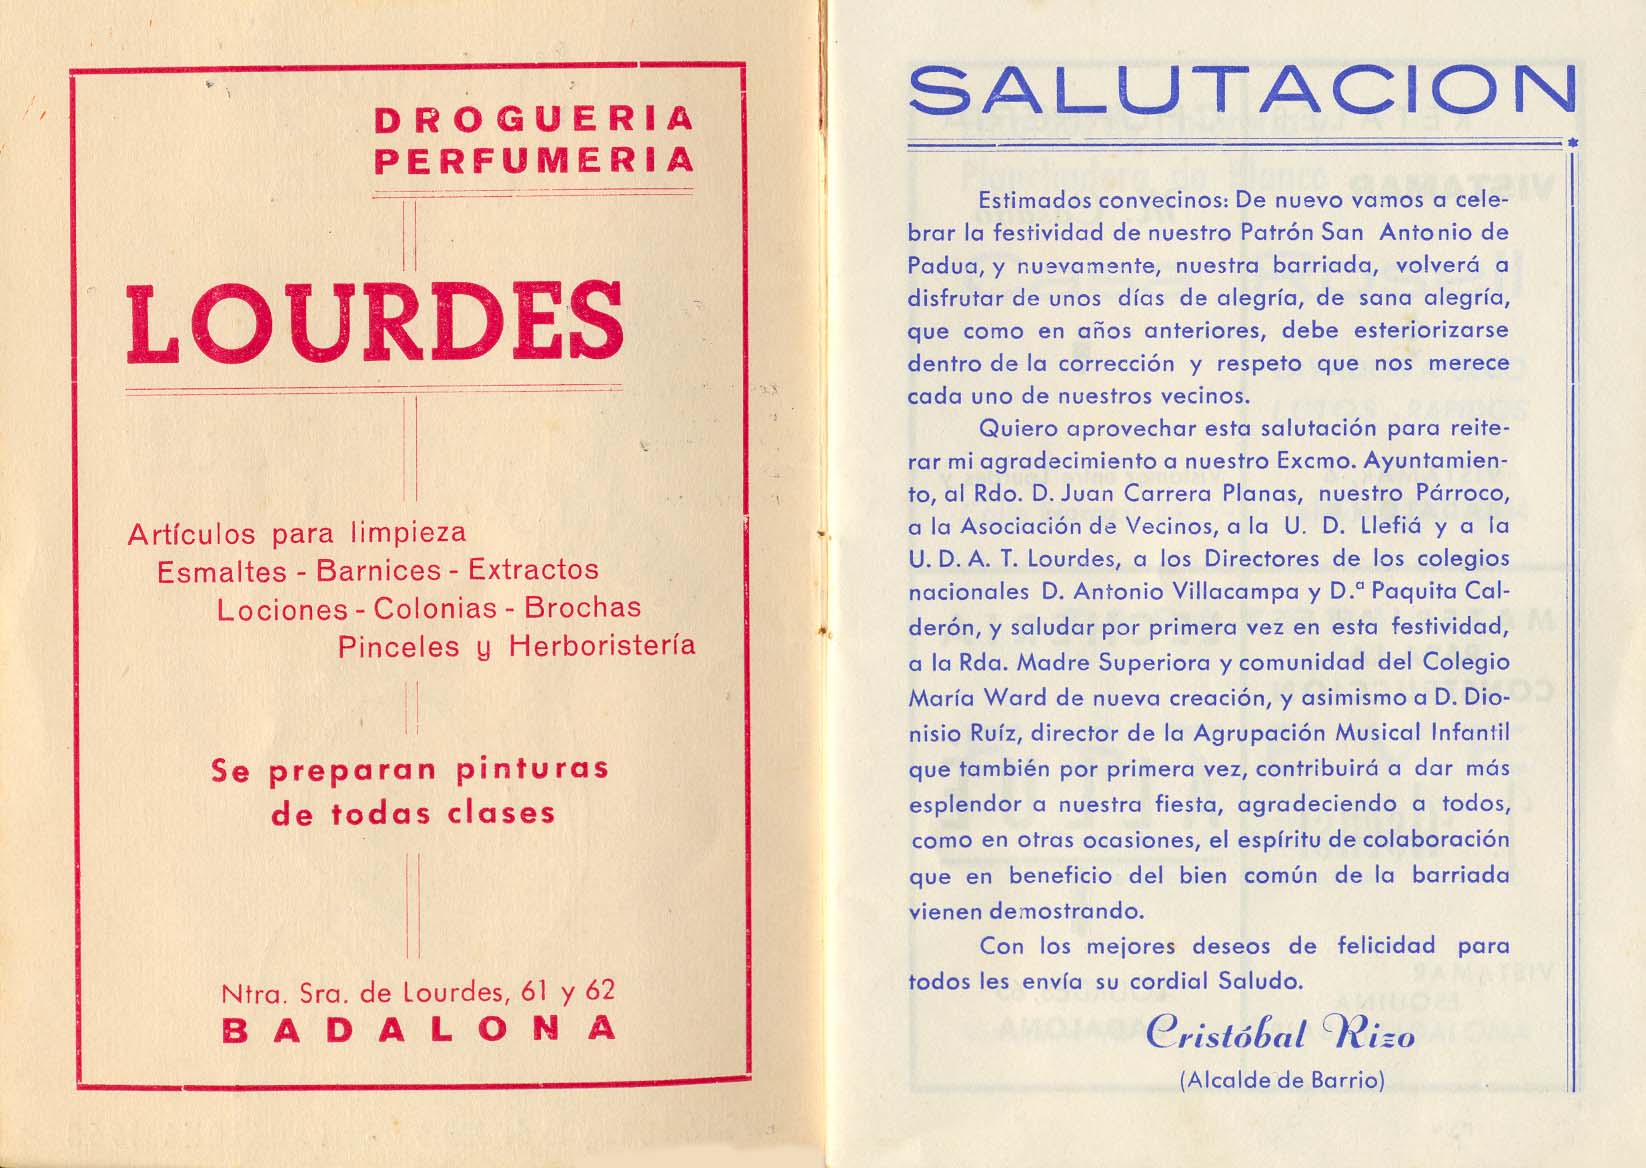 DROGUERIA
PERFUMERIA
LOURDES
Artículos para limpieza
Esmaltes - Barnices - Extractos
Lociones - Colonias - Brochas
Pinceles y Herboristería
Se preparan pinturas
de todas clases
Ntra. Sra. de Lourdes, 61 y 62
BADALONA
SALUTACION
Estimados convecinos: De nuevo vamos a cele-
brar la festividad de nuestro Patrón San Antonio de
Padua, y nuevamente, nuestra barriada, volverá a
disfrutar de unos días de alegría, de sana alegría,
que como en años anteriores, debe esteriorizarse
dentro de la corrección y respeto que nos merece
cada uno de nuestros vecinos.
Quiero aprovechar esta salutación para reite-
rar mi agradecimiento a nuestro Excmo. Ayuntamien-
to, al Rdo. D. Juan Carrera Planas, nuestro Párroco,
a la Asociación de Vecinos, a la U. D. Llefiá y a la
U. D. A. T. Lourdes, a los Directores de los colegios
nacionales D. Antonio Villacampa y D.ª Paquita Cal-
derón, y saludar por primera vez en esta festividad,
a la Rda. Madre Superiora y comunidad del Colegio
María Ward de nueva creación, y asimismo a D. Dio-
nisio Ruíz, director de la Agrupación Musical Infantil
que también por primera vez, contribuirá a dar más
esplendor a nuestra fiesta, agradeciendo a todos,
como en otras ocasiones, el espíritu de colaboración
que en beneficio del bien común de la barriada
vienen demostrando.
Con los mejores deseos de felicidad para
todos les envía su cordial Saludo.
Cristóbal Rizo
(Alcalde de Barrio)